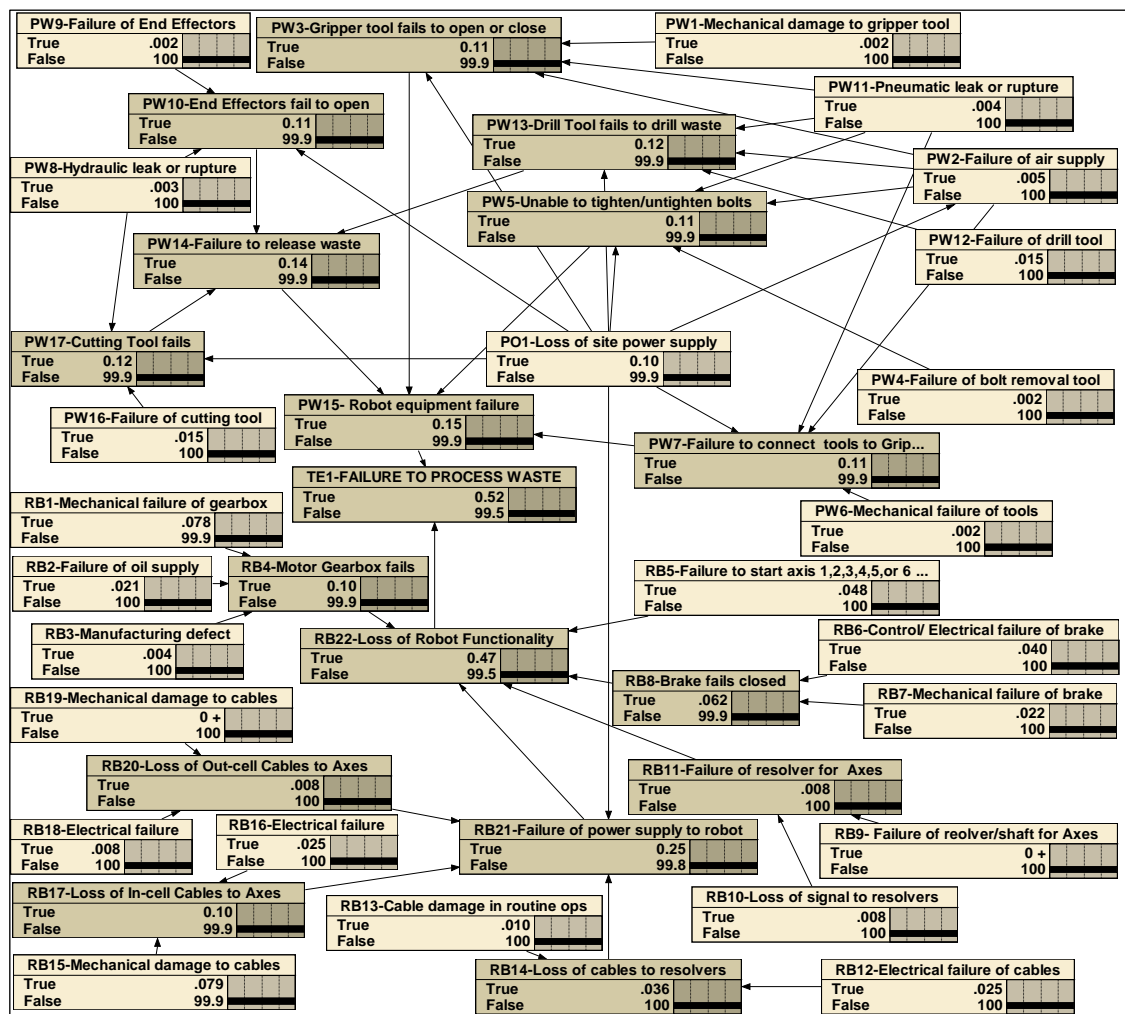 PW9-Failure of End Effectors
True .002
False 100
PW3-Gripper tool fails to open or close
True 0.11
False 99.9
PW1-Mechanical damage to gripper tool
True .002
False 100
PW10-End Effectors fail to open
True 0.11
False 99.9
PW11-Pneumatic leak or rupture
True .004
False 100
PW13-Drill Tool fails to drill waste
True 0.12
False 99.9
PW8-Hydraulic leak or rupture
True .003
False 100
PW2-Failure of air supply
True .005
False 100
PW5-Unable to tighten/untighten bolts
True 0.11
False 99.9
PW14-Failure to release waste
True 0.14
False 99.9
PW12-Failure of drill tool
True .015
False 100
PW17-Cutting Tool fails
True 0.12
False 99.9
PO1-Loss of site power supply
True 0.10
False 99.9
PW4-Failure of bolt removal tool
True .002
False 100
PW16-Failure of cutting tool
True .015
False 100
PW15- Robot equipment failure
True 0.15
False 99.9
PW7-Failure to connect tools to Grip...
True 0.11
False 99.9
TE1-FAILURE TO PROCESS WASTE
True 0.52
False 99.5
RB1-Mechanical failure of gearbox
True .078
False 99.9
PW6-Mechanical failure of tools
True .002
False 100
RB2-Failure of oil supply
True .021
False 100
RB4-Motor Gearbox fails
True 0.10
False 99.9
RB5-Failure to start axis 1,2,3,4,5,or 6 ...
True .048
False 100
RB3-Manufacturing defect
True .004
False 100
RB22-Loss of Robot Functionality
True 0.47
False 99.5
RB6-Control/ Electrical failure of brake
True .040
False 100
RB8-Brake fails closed
True .062
False 99.9
RB19-Mechanical damage to cables
True 0 +
False 100
RB7-Mechanical failure of brake
True .022
False 100
RB20-Loss of Out-cell Cables to Axes
True .008
False 100
RB11-Failure of resolver for Axes
True .008
False 100
RB18-Electrical failure
True .008
False 100
RB16-Electrical failure
True .025
False 100
RB21-Failure of power supply to robot
True 0.25
False 99.8
RB9- Failure of reolver/shaft for Axes
True 0 +
False 100
RB17-Loss of In-cell Cables to Axes
True 0.10
False 99.9
RB13-Cable damage in routine ops
True .010
False 100
RB10-Loss of signal to resolvers
True .008
False 100
RB15-Mechanical damage to cables
True .079
False 99.9
RB14-Loss of cables to resolvers
True .036
False 100
RB12-Electrical failure of cables
True .025
False 100